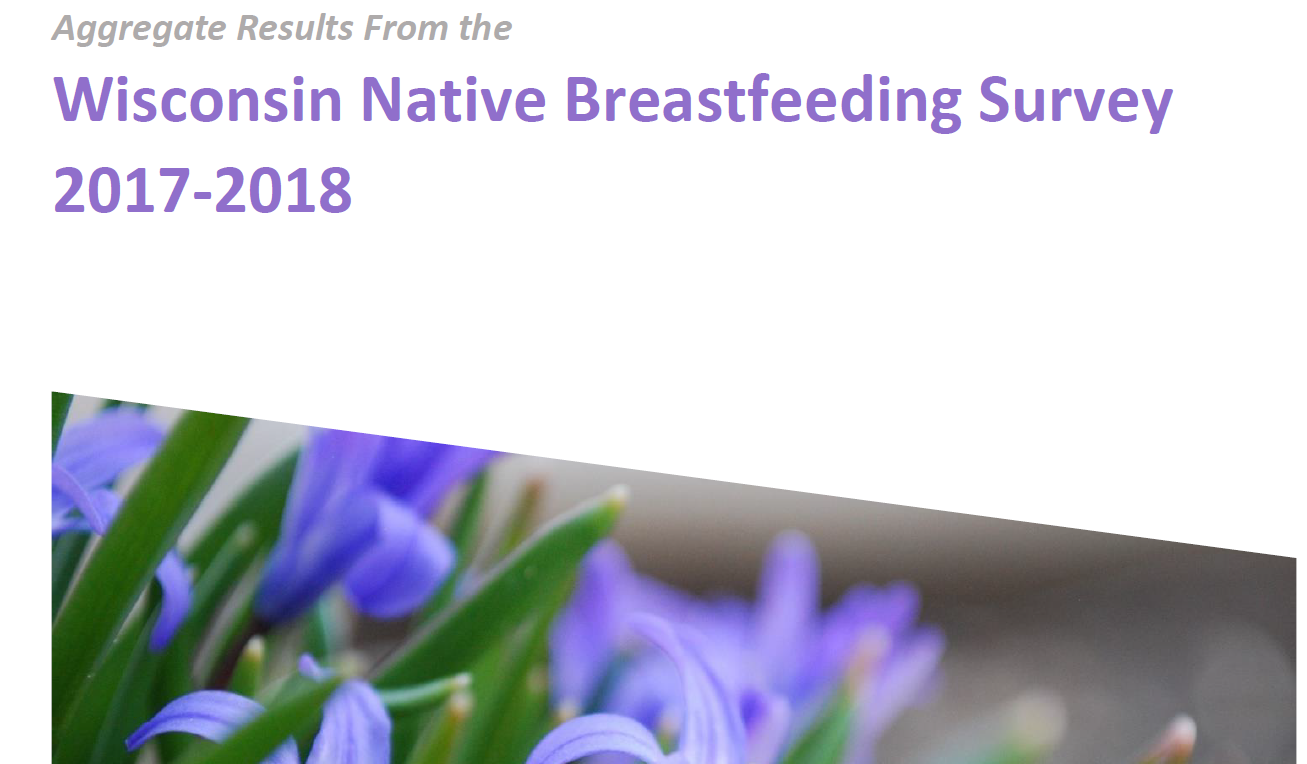 Aggregate Results From the
Wisconsin Native Breastfeeding Survey
2017-2018